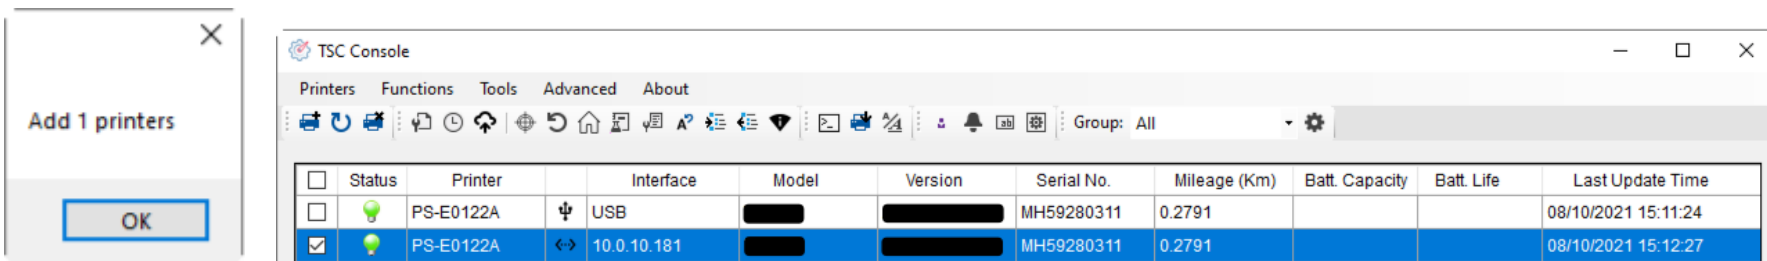 Add 1 printers
OK
TSC Console
Printers Functions Tools Advanced About
Group: All
Status Printer Interface Model Version Serial No. Mileage (Km) Batt. Capacity Batt. Life Last Update Time
PS-E0122A USB MH59280311 0.2791 08/10/2021 15:11:24
PS-E0122A 10.0.10.181 MH59280311 0.2791 08/10/2021 15:12:27